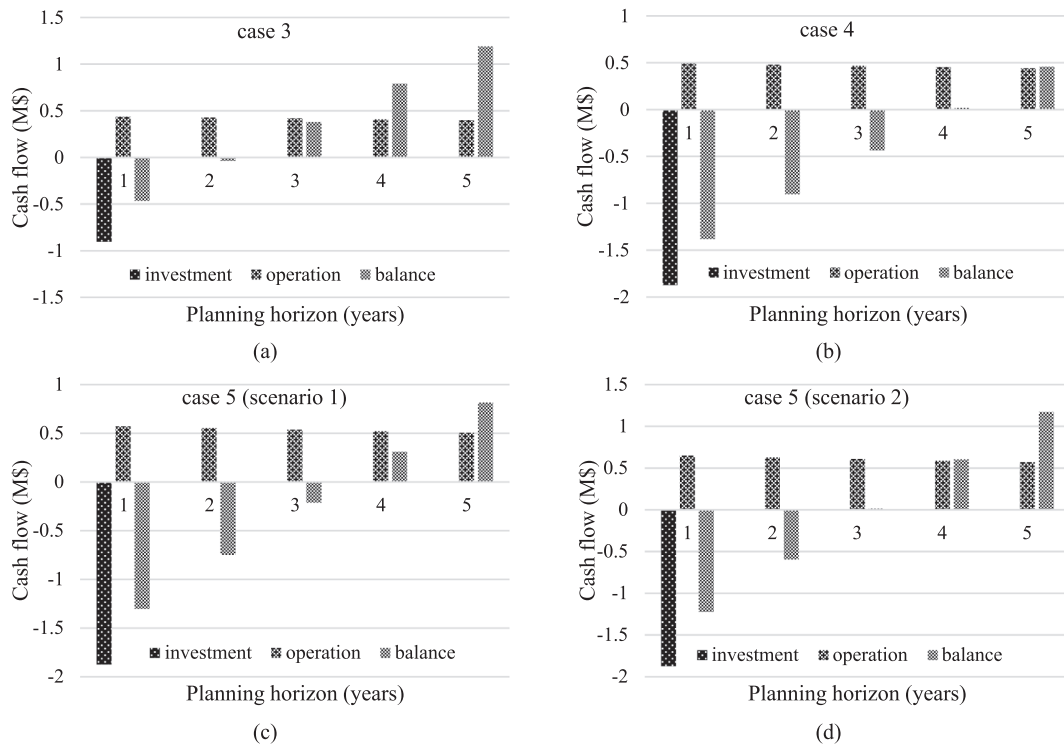 case 3
1.5
1
0.5
0
-0.5
-1
-1.5
Cash flow (M$)
1 2 3 4 5
investment operation balance
Planning horizon (years)
(a)
case 4
1
0.5
0
-0.5
-1
-1.5
-2
Cash flow (M$)
1 2 3 4 5
investment operation balance
Planning horizon (years)
(b)
case 5 (scenario 1)
1
0.5
0
-0.5
-1
-1.5
-2
Cash flow (M$)
1 2 3 4 5
investment operation balance
Planning horizon (years)
(c)
case 5 (scenario 2)
1.5
1
0.5
0
-0.5
-1
-1.5
-2
Cash flow (M$)
1 2 3 4 5
investment operation balance
Planning horizon (years)
(d)